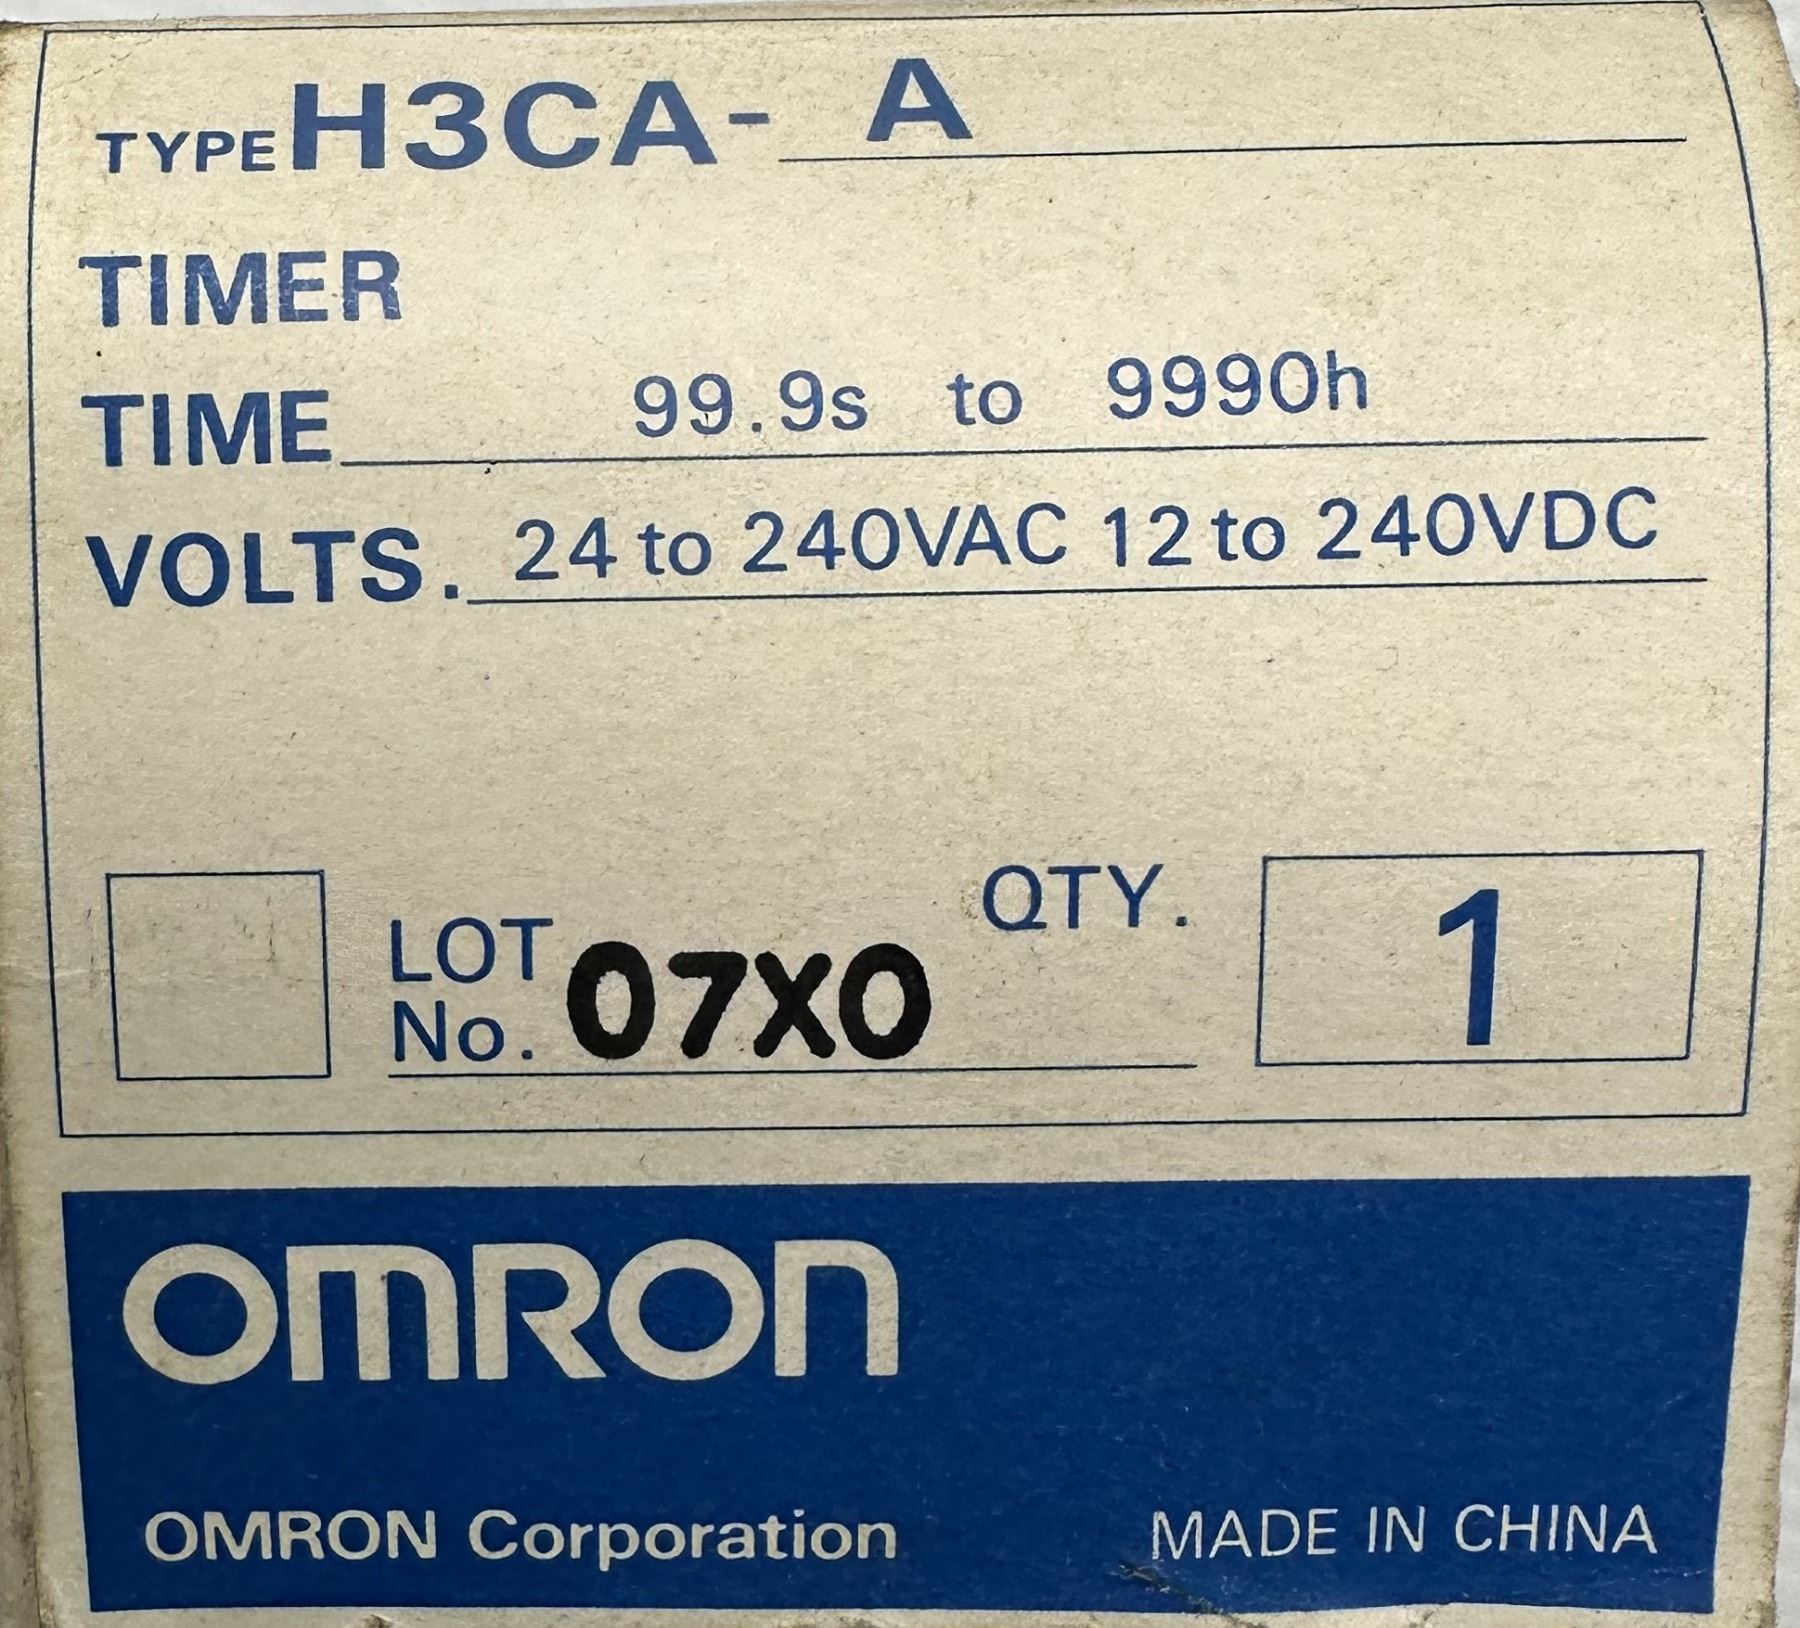 TYPE H3CA- A
TIMER
TIME 99.9s to 9990h
VOLTS. 24 to 240VAC 12 to 240VDC
LOT No. 07X0 QTY. 1
OMRON
OMRON Corporation MADE IN CHINA